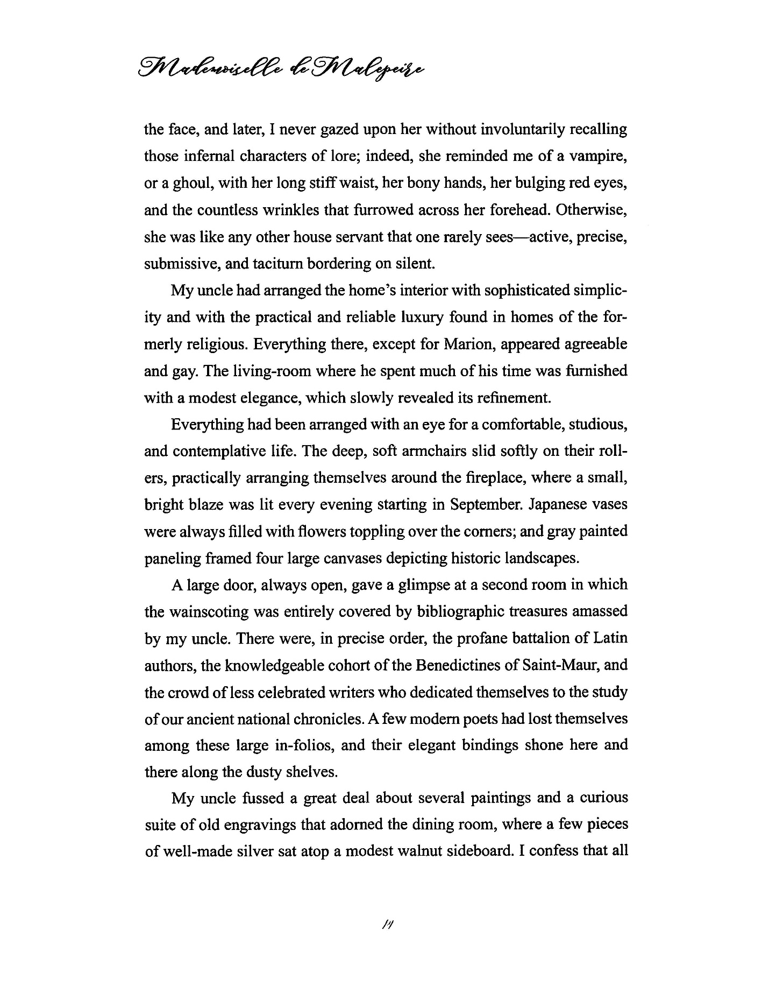 Mademoiselle de Malepeire
the face, and later, I never gazed upon her without involuntarily recalling
those infernal characters of lore; indeed, she reminded me of a vampire,
or a ghoul, with her long stiff waist, her bony hands, her bulging red eyes,
and the countless wrinkles that furrowed across her forehead. Otherwise,
she was like any other house servant that one rarely sees—active, precise,
submissive, and taciturn bordering on silent.
My uncle had arranged the home's interior with sophisticated simplic-
ity and with the practical and reliable luxury found in homes of the for-
merly religious. Everything there, except for Marion, appeared agreeable
and gay. The living-room where he spent much of his time was furnished
with a modest elegance, which slowly revealed its refinement.
Everything had been arranged with an eye for a comfortable, studious,
and contemplative life. The deep, soft armchairs slid softly on their roll-
ers, practically arranging themselves around the fireplace, where a small,
bright blaze was lit every evening starting in September. Japanese vases
were always filled with flowers toppling over the corners; and gray painted
paneling framed four large canvases depicting historic landscapes.
A large door, always open, gave a glimpse at a second room in which
the wainscoting was entirely covered by bibliographic treasures amassed
by my uncle. There were, in precise order, the profane battalion of Latin
authors, the knowledgeable cohort of the Benedictines of Saint-Maur, and
the crowd of less celebrated writers who dedicated themselves to the study
of our ancient national chronicles. A few modern poets had lost themselves
among these large in-folios, and their elegant bindings shone here and
there along the dusty shelves.
My uncle fussed a great deal about several paintings and a curious
suite of old engravings that adorned the dining room, where a few pieces
of well-made silver sat atop a modest walnut sideboard. I confess that all